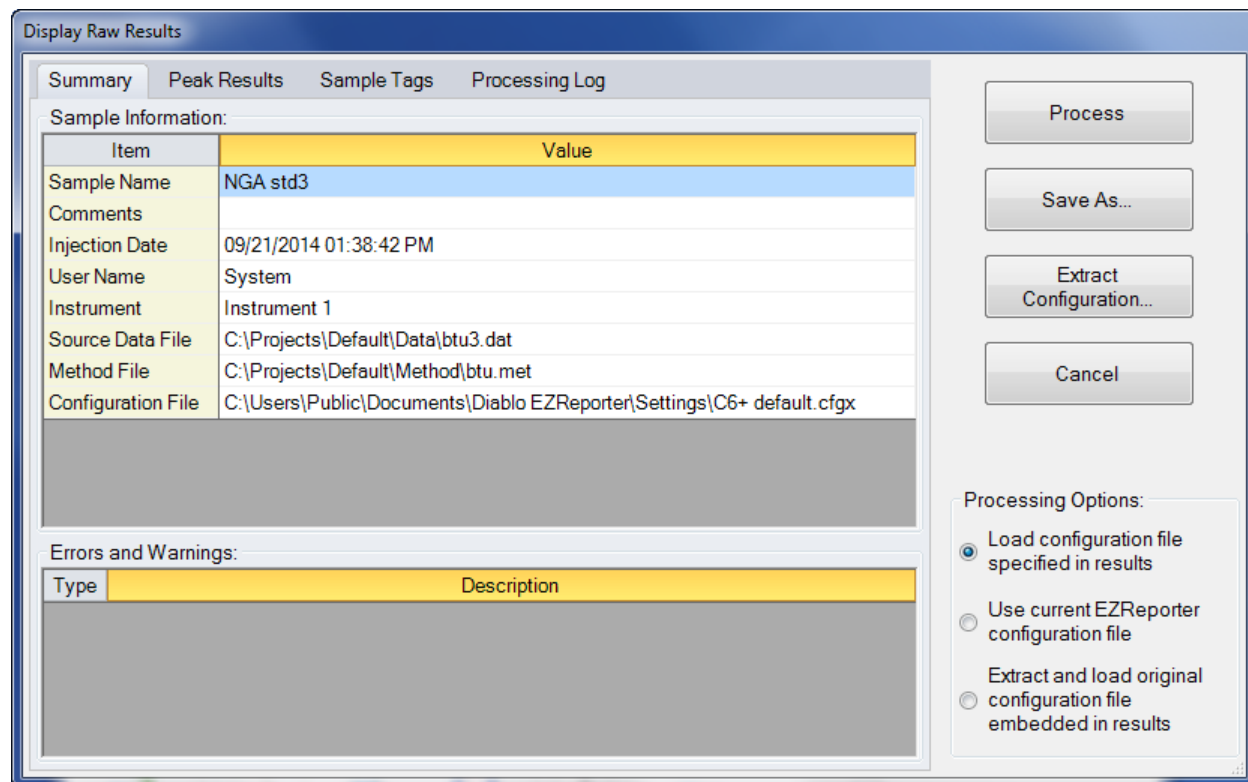 Display Raw Results
Summary Peak Results Sample Tags Processing Log
Sample Information:
Item Value
Sample Name NGA std3
Comments
Injection Date 09/21/2014 01:38:42 PM
User Name System
Instrument Instrument 1
Source Data File C:\Projects\Default\Data\btu3.dat
Method File C:\Projects\Default\Method\btu.met
Configuration File C:\Users\Public\Documents\Diablo EZReporter\Settings\C6+ default.cfgx
Errors and Warnings:
Type Description
Process
Save As...
Extract
Configuration...
Cancel
Processing Options:
Load configuration file
specified in results
Use current EZReporter
configuration file
Extract and load original
configuration file
embedded in results